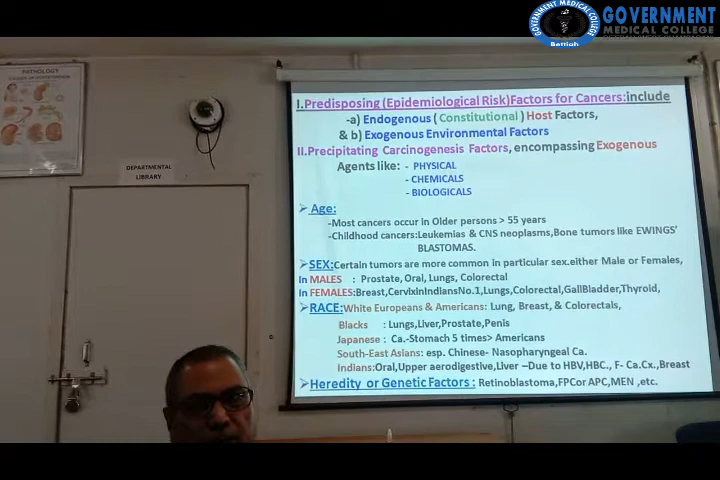 GOVERNMENT
MEDICAL COLLEGE
GOVERNMENT MEDICAL COLLEGE
Bettiah
PATHOLOGY
DEPARTMENTAL
LIBRARY
I.Predisposing (Epidemiological Risk)Factors for Cancers:include
-a) Endogenous ( Constitutional ) Host Factors,
& b) Exogenous Environmental Factors
II.Precipitating Carcinogenesis Factors, encompassing Exogenous
Agents like: - PHYSICAL
- CHEMICALS
- BIOLOGICALS
➢ Age:
-Most cancers occur in Older persons > 55 years
-Childhood cancers:Leukemias & CNS neoplasms,Bone tumors like EWINGS'
BLASTOMAS.
➢SEX:Certain tumors are more common in particular sex.either Male or Females,
In MALES : Prostate, Oral, Lungs, Colorectal
In FEMALES:Breast,CervixinIndiansNo.1,Lungs,Colorectal,GallBladder,Thyroid,
➢RACE:White Europeans & Americans: Lung, Breast, & Colorectals,
Blacks : Lungs,Liver,Prostate,Penis
Japanese : Ca.-Stomach 5 times> Americans
South-East Asians: esp. Chinese- Nasopharyngeal Ca.
Indians:Oral,Upper aerodigestive,Liver –Due to HBV,HBC., F- Ca.Cx.,Breast
➢Heredity or Genetic Factors : Retinoblastoma,FPCor APC,MEN ,etc.